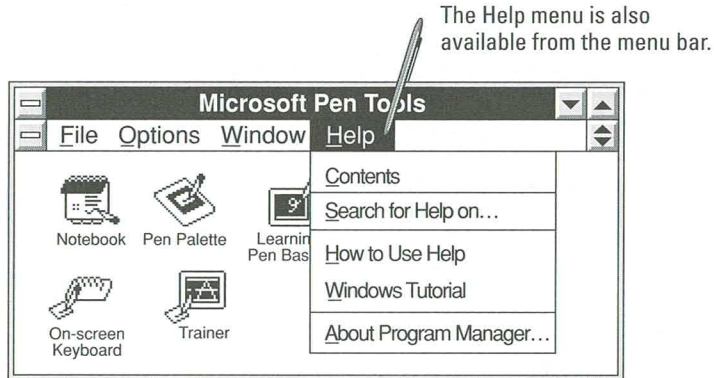 The Help menu is also
available from the menu bar.
Microsoft Pen Tools
File Options Window Help
Contents
Search for Help on...
How to Use Help
Windows Tutorial
About Program Manager...
Notebook Pen Palette
On-screen
Keyboard
Trainer